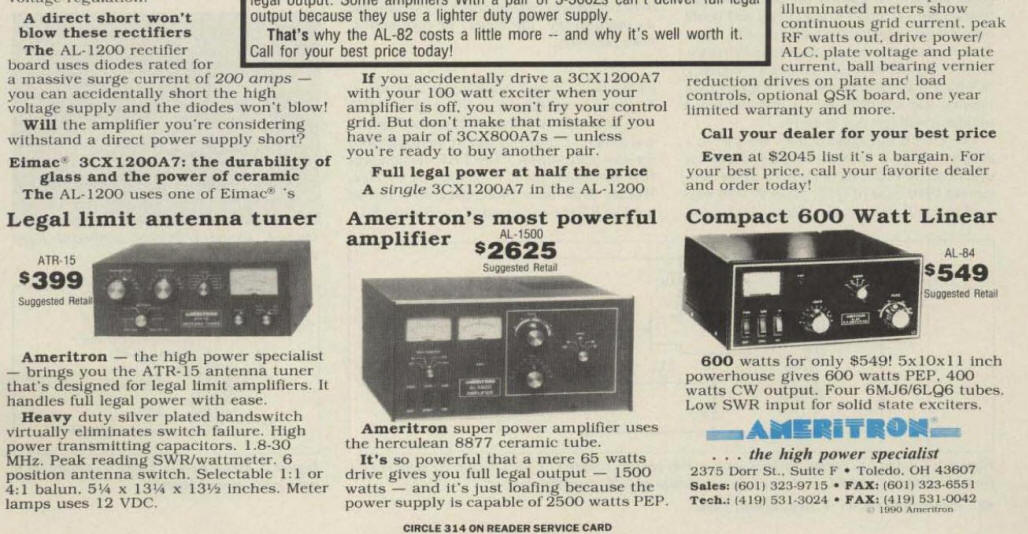 voltage regulation.
A direct short won't
blow these rectifiers
The AL-1200 rectifier
board uses diodes rated for
a massive surge current of 200 amps —
you can accidentally short the high
voltage supply and the diodes won't blow!
Will the amplifier you're considering
withstand a direct power supply short?
Eimac® 3CX1200A7: the durability of
glass and the power of ceramic
The AL-1200 uses one of Eimac® 's
legal output. Some amplifiers with a pair of 3-500Zs can't deliver full legal
output because they use a lighter duty power supply.
That's why the AL-82 costs a little more -- and why it's well worth it.
Call for your best price today!
If you accidentally drive a 3CX1200A7
with your 100 watt exciter when your
amplifier is off, you won't fry your control
grid. But don't make that mistake if you
have a pair of 3CX800A7s — unless
you're ready to buy another pair.
Full legal power at half the price
A single 3CX1200A7 in the AL-1200
illuminated meters show
continuous grid current, peak
RF watts out, drive power/
ALC, plate voltage and plate
current, ball bearing vernier
reduction drives on plate and load
controls, optional QSK board, one year
limited warranty and more.
Call your dealer for your best price
Even at $2045 list it's a bargain. For
your best price, call your favorite dealer
and order today!
Legal limit antenna tuner
ATR-15
$399
Suggested Retail
AMERITRON
Ameritron — the high power specialist
— brings you the ATR-15 antenna tuner
that's designed for legal limit amplifiers. It
handles full legal power with ease.
Heavy duty silver plated bandswitch
virtually eliminates switch failure. High
power transmitting capacitors. 1.8-30
MHz. Peak reading SWR/wattmeter. 6
position antenna switch. Selectable 1:1 or
4:1 balun. 5¼ x 13¼ x 13½ inches. Meter
lamps uses 12 VDC.
Ameritron's most powerful
amplifier
AL-1500
$2625
Suggested Retail
Ameritron super power amplifier uses
the herculean 8877 ceramic tube.
It's so powerful that a mere 65 watts
drive gives you full legal output — 1500
watts — and it's just loafing because the
power supply is capable of 2500 watts PEP.
Compact 600 Watt Linear
AL-84
$549
Suggested Retail
600 watts for only $549! 5x10x11 inch
powerhouse gives 600 watts PEP, 400
watts CW output. Four 6MJ6/6LQ6 tubes.
Low SWR input for solid state exciters.
AMERITRON
. . . the high power specialist
2375 Dorr St., Suite F • Toledo, OH 43607
Sales: (601) 323-9715 • FAX: (601) 323-6551
Tech.: (419) 531-3024 • FAX: (419) 531-0042
© 1990 Ameritron
CIRCLE 314 ON READER SERVICE CARD